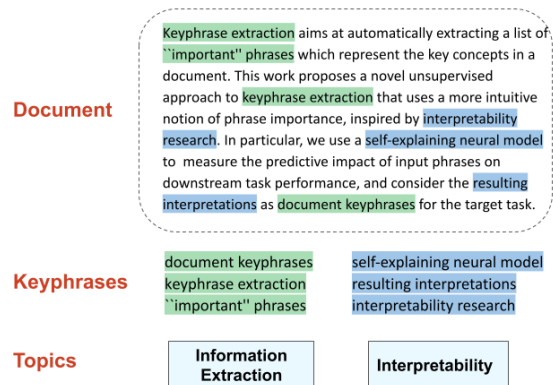 Keyphrase extraction aims at automatically extracting a list of
``important'' phrases which represent the key concepts in a
document. This work proposes a novel unsupervised
approach to keyphrase extraction that uses a more intuitive
notion of phrase importance, inspired by interpretability
research. In particular, we use a self-explaining neural model
to measure the predictive impact of input phrases on
downstream task performance, and consider the resulting
interpretations as document keyphrases for the target task.
Document
Keyphrases
document keyphrases
keyphrase extraction
``important'' phrases
self-explaining neural model
resulting interpretations
interpretability research
Topics
Information
Extraction
Interpretability